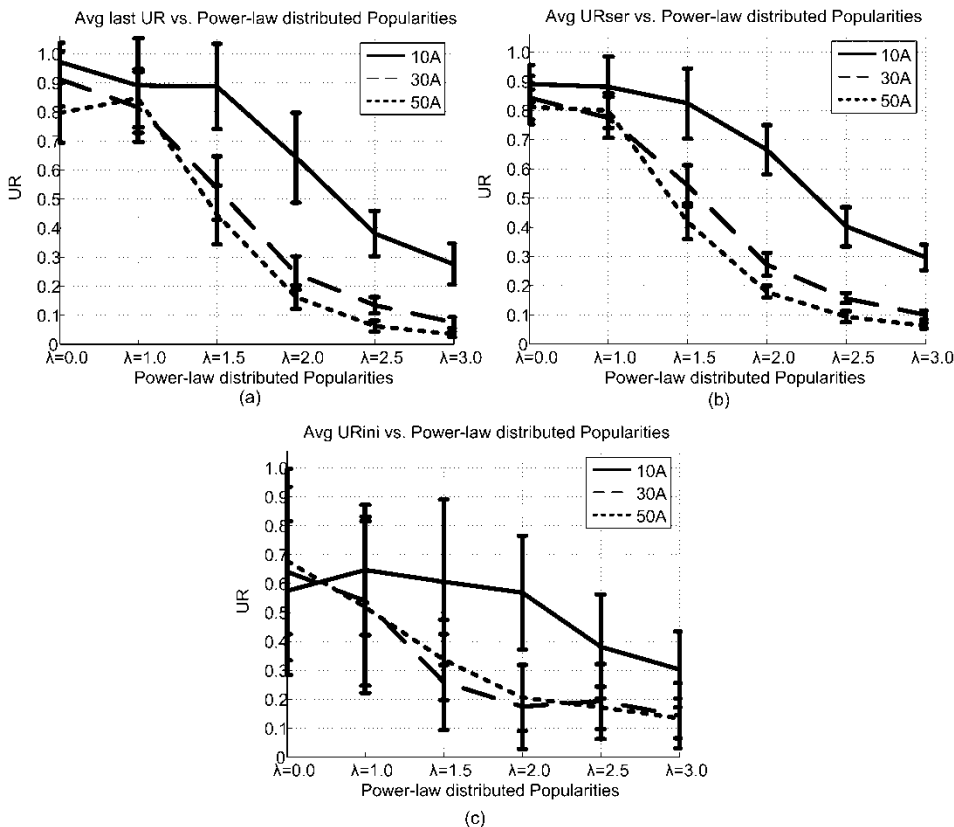 Avg last UR vs. Power-law distributed Popularities
10A
30A
50A
1.0
0.9
0.8
0.7
0.6
0.5
0.4
0.3
0.2
0.1
0
UR
λ=0.0 λ=1.0 λ=1.5 λ=2.0 λ=2.5 λ=3.0
Power-law distributed Popularities
(a)
Avg URser vs. Power-law distributed Popularities
10A
30A
50A
1.0
0.9
0.8
0.7
0.6
0.5
0.4
0.3
0.2
0.1
0
UR
λ=0.0 λ=1.0 λ=1.5 λ=2.0 λ=2.5 λ=3.0
Power-law distributed Popularities
(b)
Avg URini vs. Power-law distributed Popularities
10A
30A
50A
1.0
0.9
0.8
0.7
0.6
0.5
0.4
0.3
0.2
0.1
0
UR
λ=0.0 λ=1.0 λ=1.5 λ=2.0 λ=2.5 λ=3.0
Power-law distributed Popularities
(c)